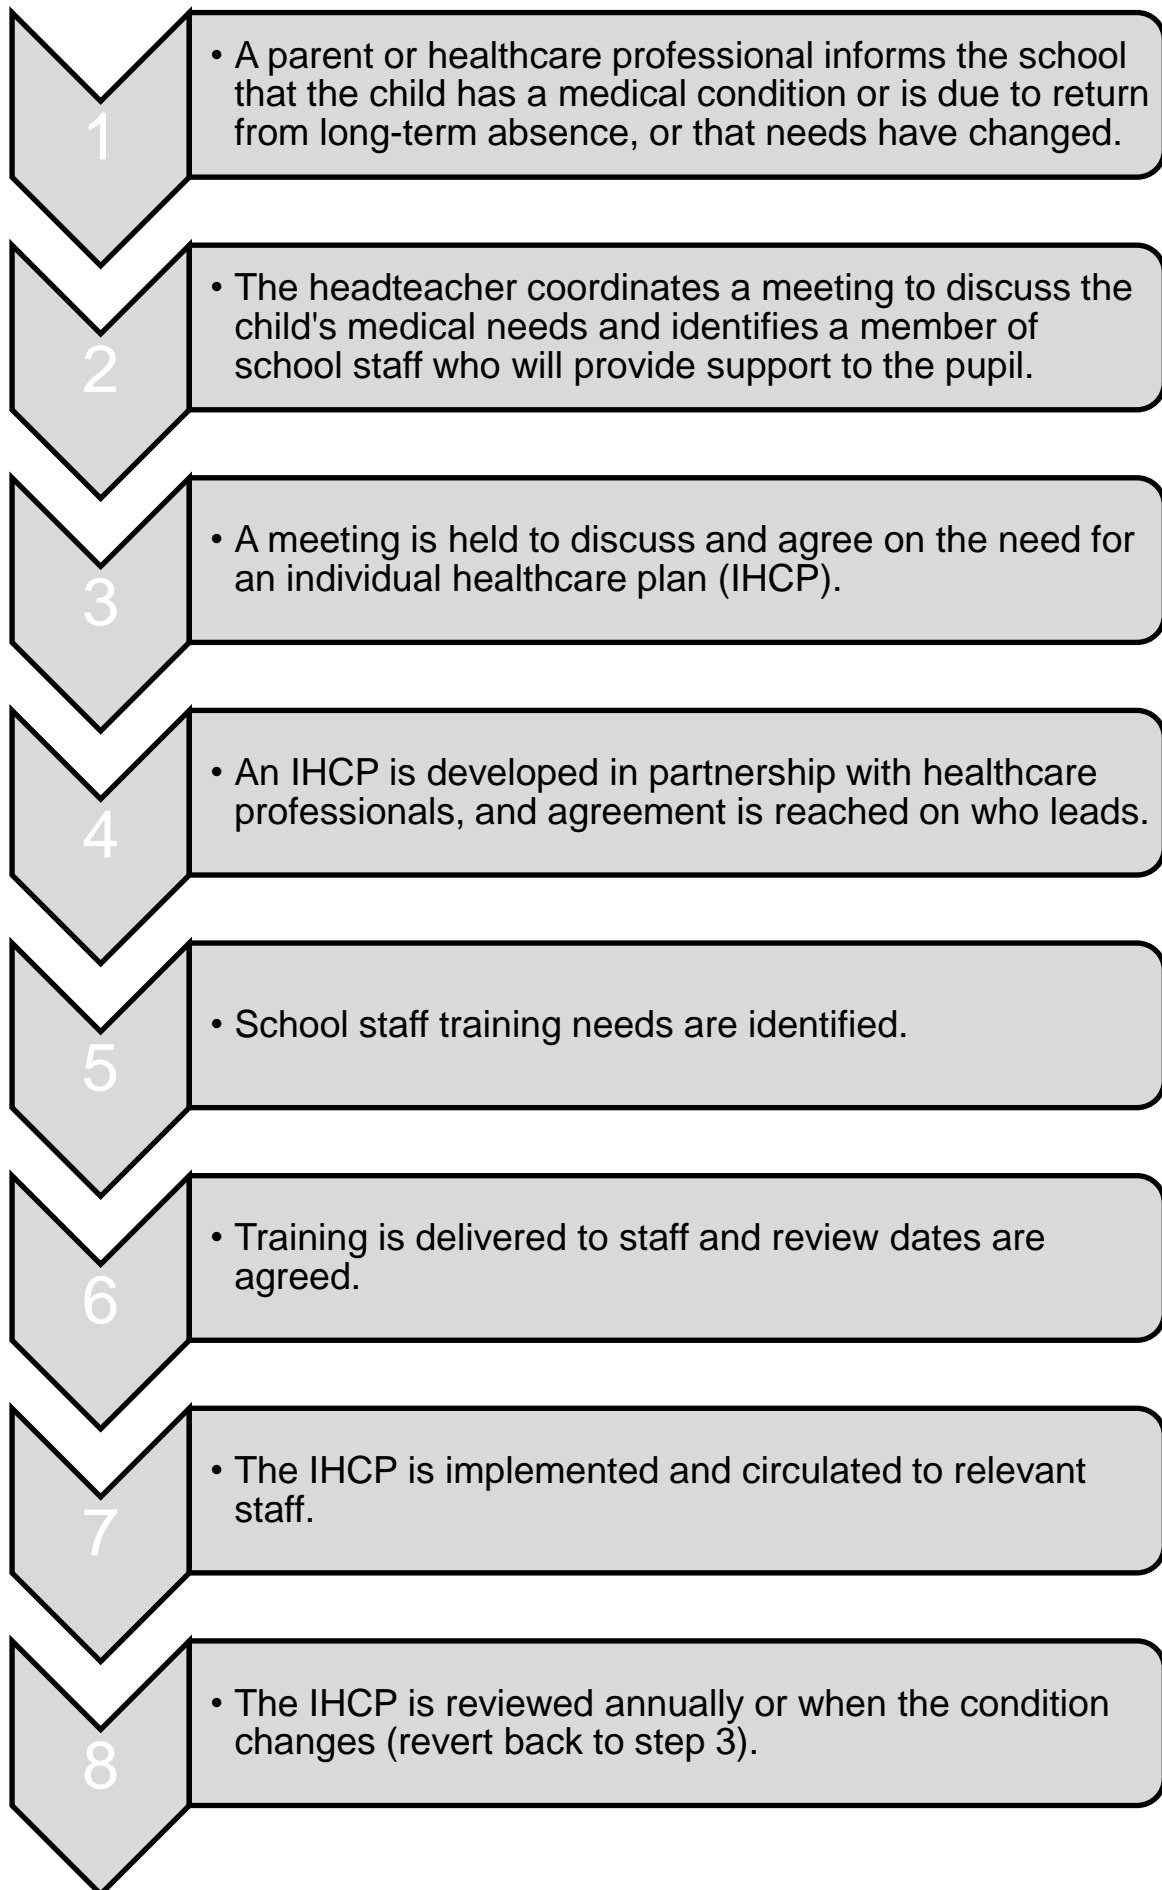 1
• A parent or healthcare professional informs the school
that the child has a medical condition or is due to return
from long-term absence, or that needs have changed.
2
• The headteacher coordinates a meeting to discuss the
child's medical needs and identifies a member of
school staff who will provide support to the pupil.
3
• A meeting is held to discuss and agree on the need for
an individual healthcare plan (IHCP).
4
• An IHCP is developed in partnership with healthcare
professionals, and agreement is reached on who leads.
5
• School staff training needs are identified.
6
• Training is delivered to staff and review dates are
agreed.
7
• The IHCP is implemented and circulated to relevant
staff.
8
• The IHCP is reviewed annually or when the condition
changes (revert back to step 3).